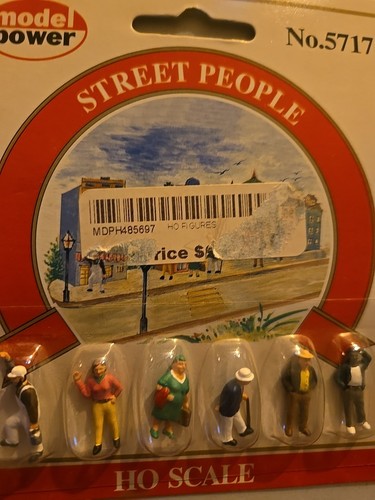 model
power
No.5717
STREET PEOPLE
MDPH485697 HO FIGURES
rice $
HO SCALE